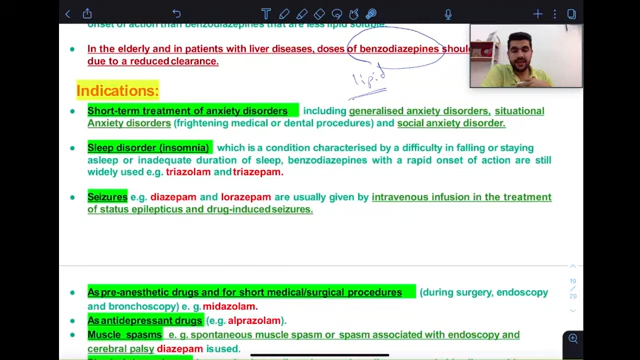 onset of action than benzodiazepines that are less lipid soluble.
In the elderly and in patients with liver diseases, doses of benzodiazepines should
due to a reduced clearance.
lipid
Indications:
Short-term treatment of anxiety disorders including generalised anxiety disorders, situational
Anxiety disorders (frightening medical or dental procedures) and social anxiety disorder.
Sleep disorder (insomnia) which is a condition characterised by a difficulty in falling or staying
asleep or inadequate duration of sleep, benzodiazepines with a rapid onset of action are still
widely used e.g. triazolam and triazepam.
Seizures e.g. diazepam and lorazepam are usually given by intravenous infusion in the treatment
of status epilepticus and drug-induced seizures.
19
/
29
As pre-anesthetic drugs and for short medical/surgical procedures (during surgery, endoscopy
and bronchoscopy) e. g. midazolam.
As antidepressant drugs (e.g. alprazolam).
Muscle spasms e. g. spontaneous muscle spasm or spasm associated with endoscopy and
cerebral palsy diazepam is used.